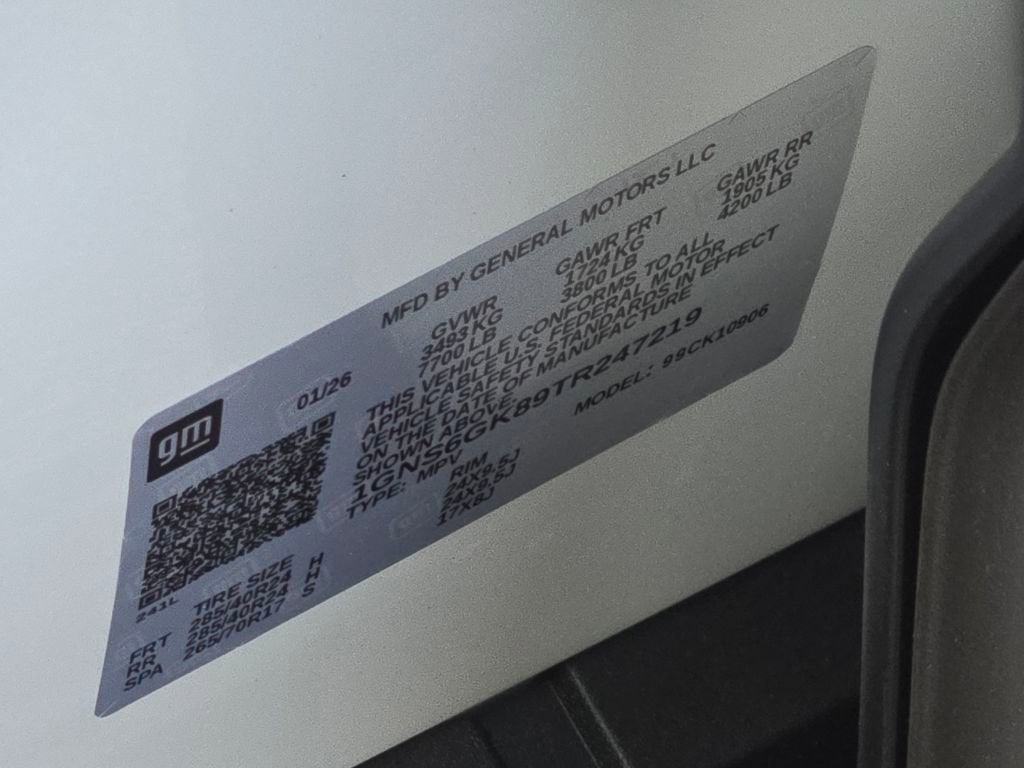 gm
01/26
MFD BY GENERAL MOTORS LLC
GVWR GAWR FRT GAWR RR
3493 KG 1724 KG 1905 KG
7700 LB 3800 LB 4200 LB
THIS VEHICLE CONFORMS TO ALL
APPLICABLE U.S. FEDERAL MOTOR
VEHICLE SAFETY STANDARDS IN EFFECT
ON THE DATE OF MANUFACTURE
SHOWN ABOVE.
1GNS6GK89TR247219
TYPE: MPV MODEL: 99CK10906
241L
TIRE SIZE RIM
FRT 285/40R24 H 24X9.5J
RR 285/40R24 H 24X9.5J
SPA 265/70R17 S 17X8J